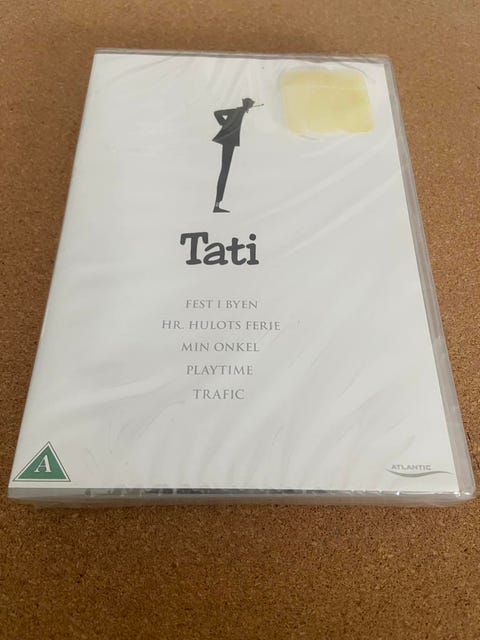 Tati
FEST I BYEN
HR. HULOTS FERIE
MIN ONKEL
PLAYTIME
TRAFIC
A
ATLANTIC